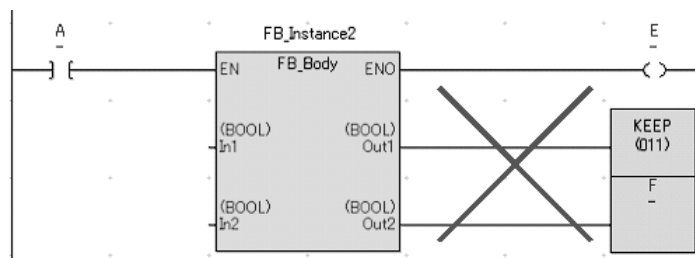 A
-
FB_Instance2
E
-
EN FB_Body ENO
(BOOL) (BOOL)
In1 Out1
KEEP
(011)
F
-
(BOOL) (BOOL)
In2 Out2